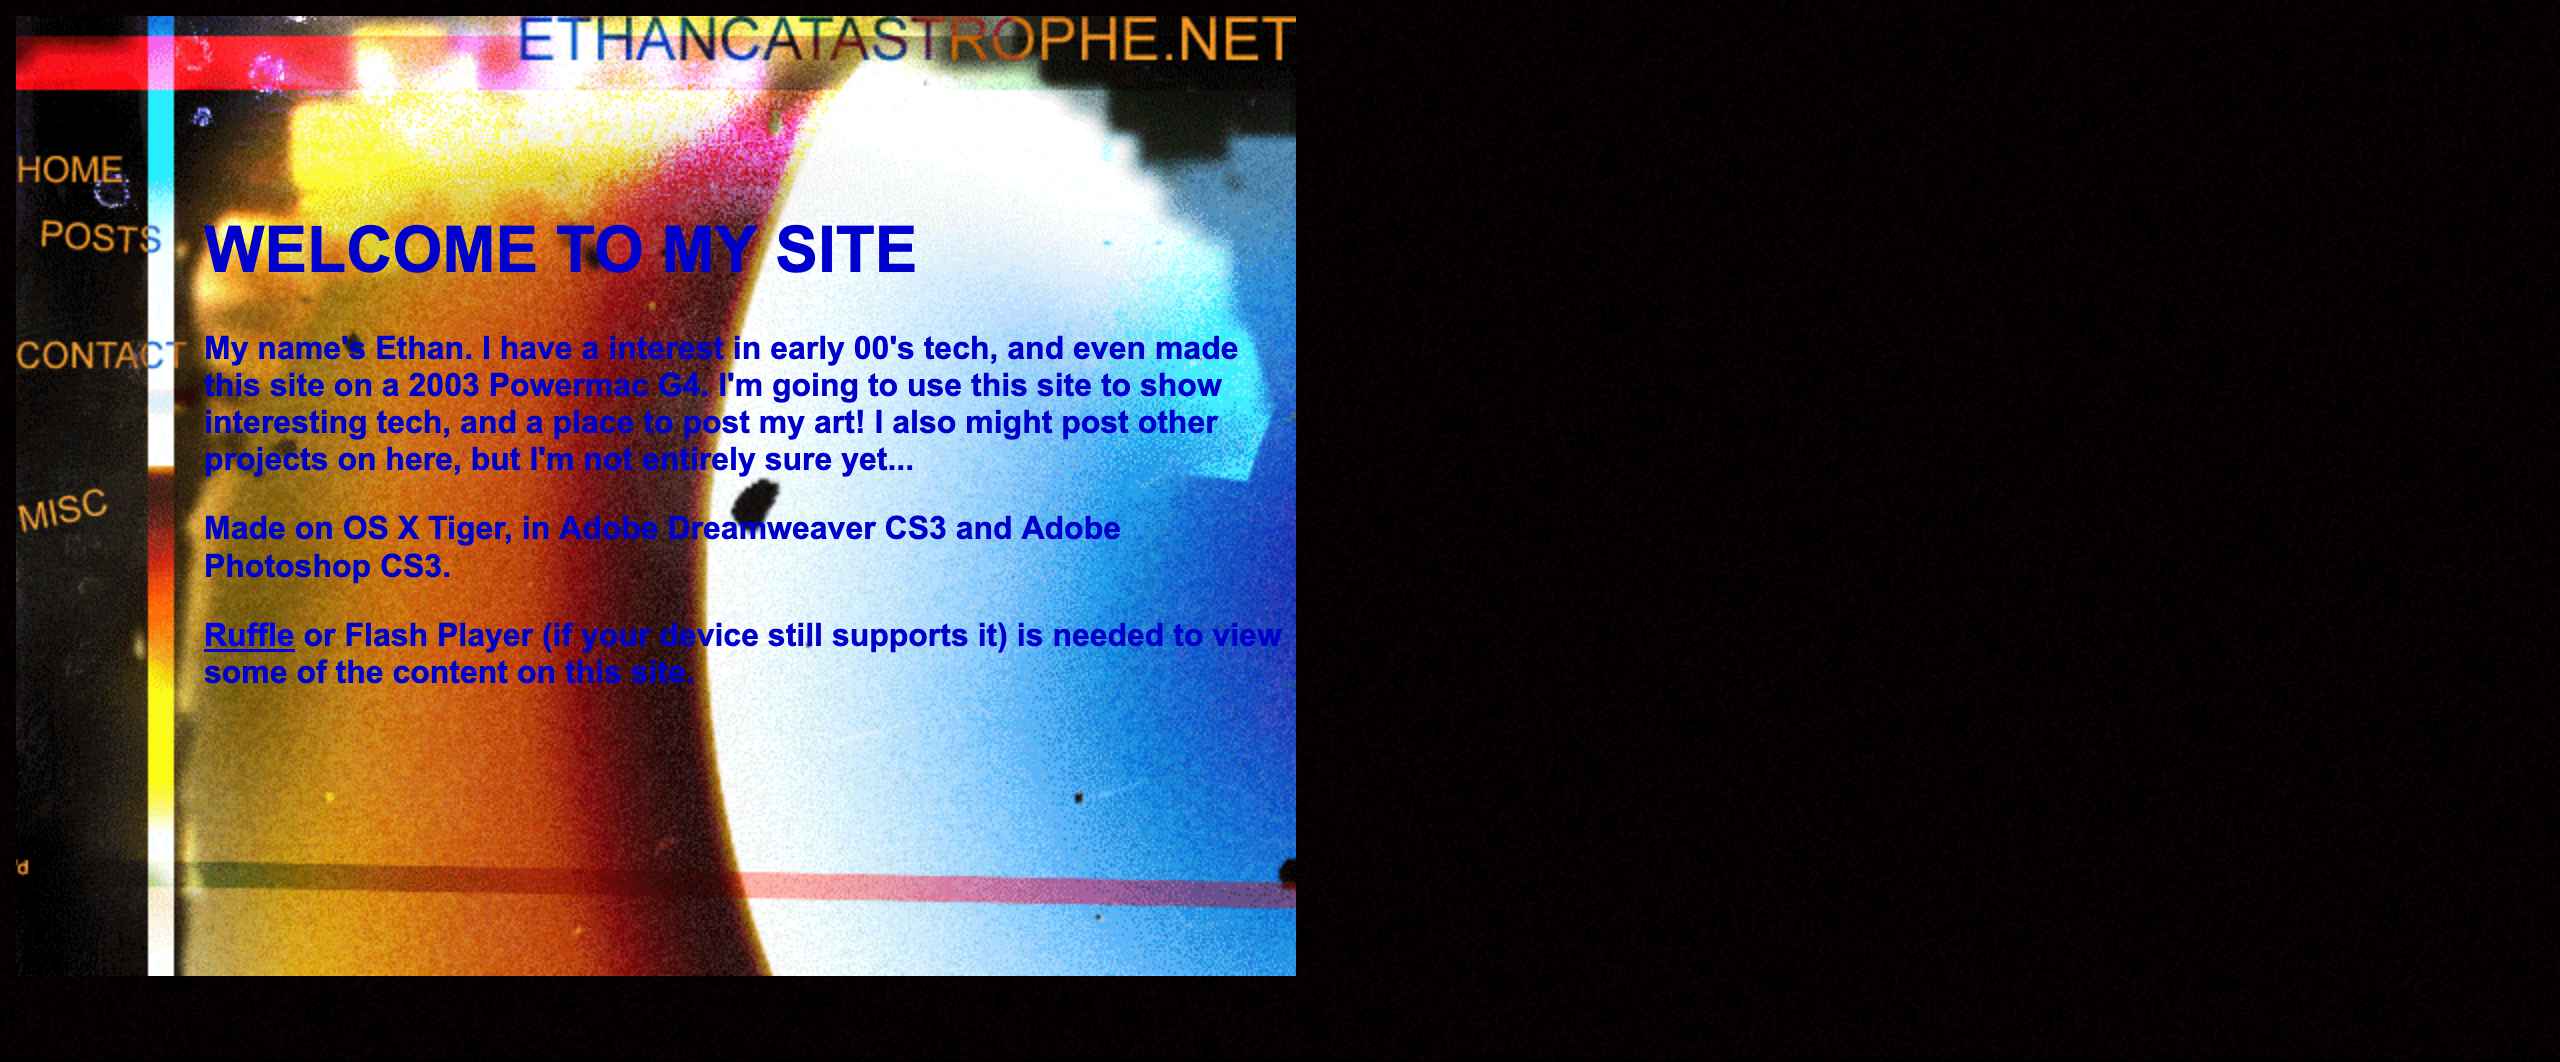 ETHANCATASTROPHE.NET
HOME
POSTS
CONTACT
MISC
WELCOME TO MY SITE
My name's Ethan. I have a interest in early 00's tech, and even made
this site on a 2003 Powermac G4. I'm going to use this site to show
interesting tech, and a place to post my art! I also might post other
projects on here, but I'm not entirely sure yet...
Made on OS X Tiger, in Adobe Dreamweaver CS3 and Adobe
Photoshop CS3.
Ruffle or Flash Player (if your device still supports it) is needed to view
some of the content on this site.